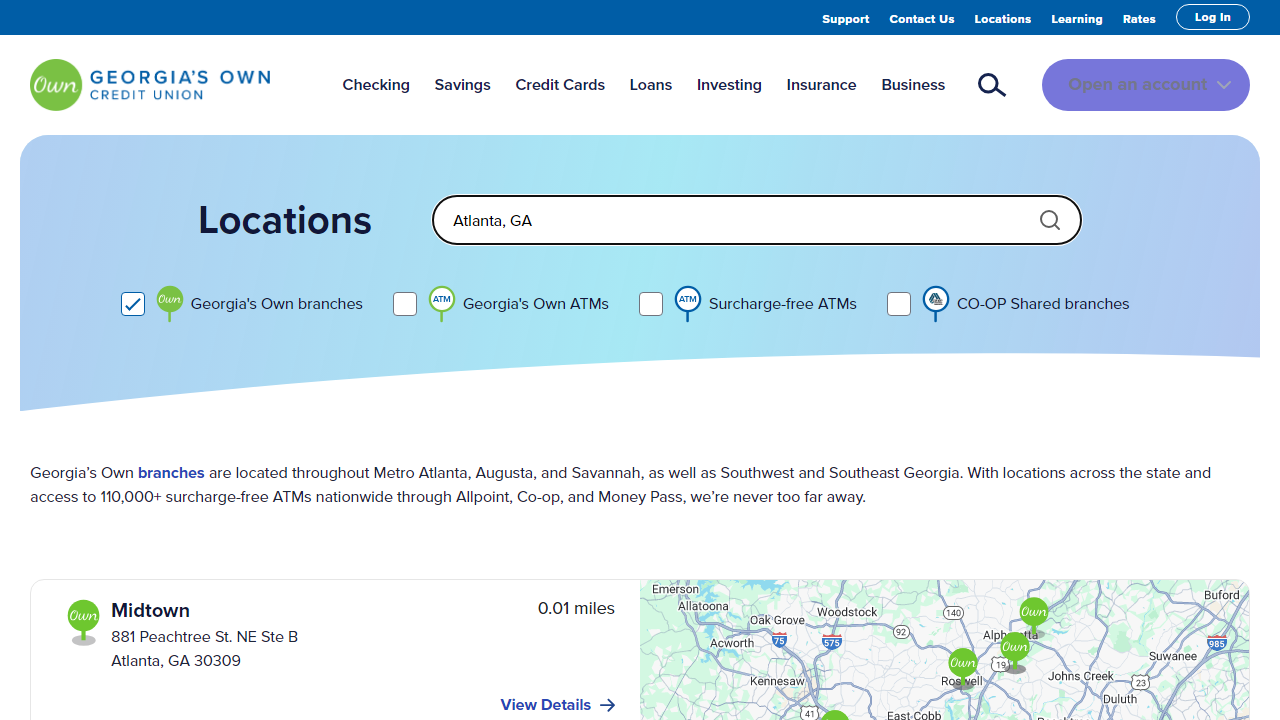 Support Contact Us Locations Learning Rates Log In
Own GEORGIA'S OWN
CREDIT UNION
Checking Savings Credit Cards Loans Investing Insurance Business Open an account
Locations Atlanta, GA
Own Georgia's Own branches ATM Georgia's Own ATMs ATM Surcharge-free ATMs CO-OP Shared branches
Georgia’s Own branches are located throughout Metro Atlanta, Augusta, and Savannah, as well as Southwest and Southeast Georgia. With locations across the state and
access to 110,000+ surcharge-free ATMs nationwide through Allpoint, Co-op, and Money Pass, we’re never too far away.
Own Midtown 0.01 miles
881 Peachtree St. NE Ste B
Atlanta, GA 30309
View Details
Emerson
Allatoona
Woodstock
140
Own
Buford
Oak Grove
92
Acworth
75
575
Alpharetta
985
Own
Own
19
Suwanee
Kennesaw
Roswell
Johns Creek
23
Duluth
41
East Cobb